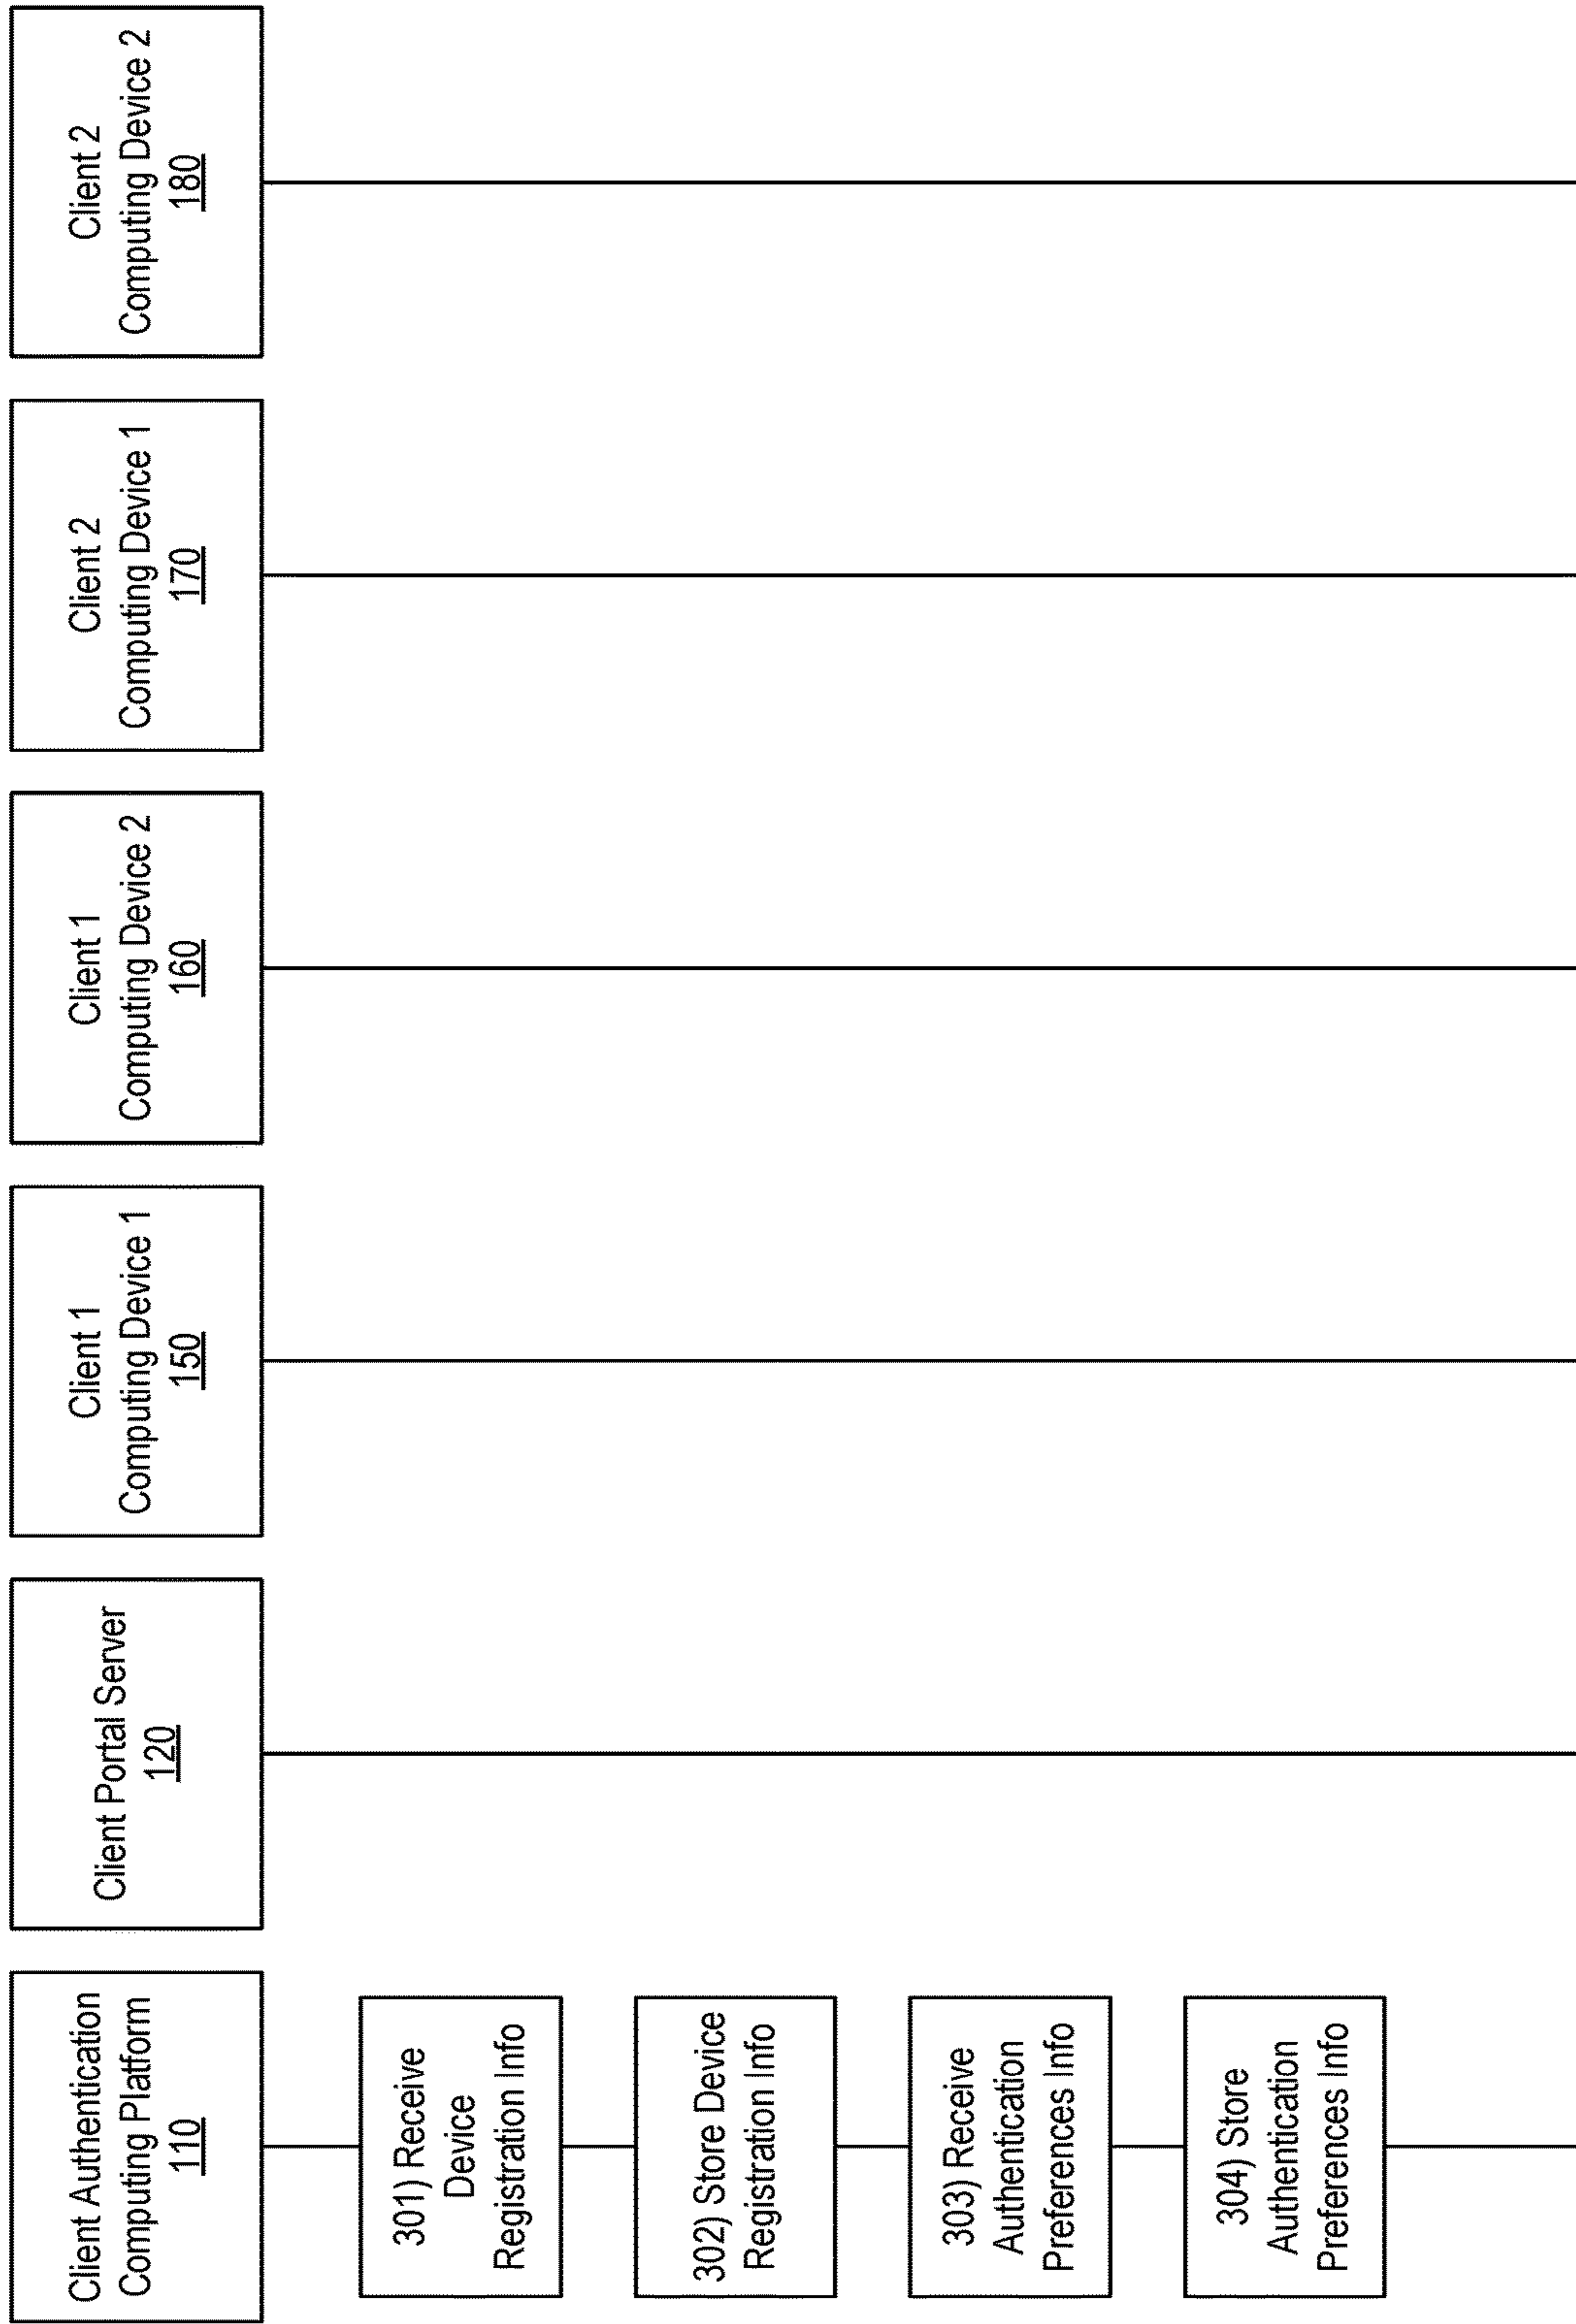 Client Authentication
Computing Platform
110
Client Portal Server
120
Client 1
Computing Device 1
150
Client 1
Computing Device 2
160
Client 2
Computing Device 1
170
Client 2
Computing Device 2
180
301) Receive
Device
Registration Info
302) Store Device
Registration Info
303) Receive
Authentication
Preferences Info
304) Store
Authentication
Preferences Info